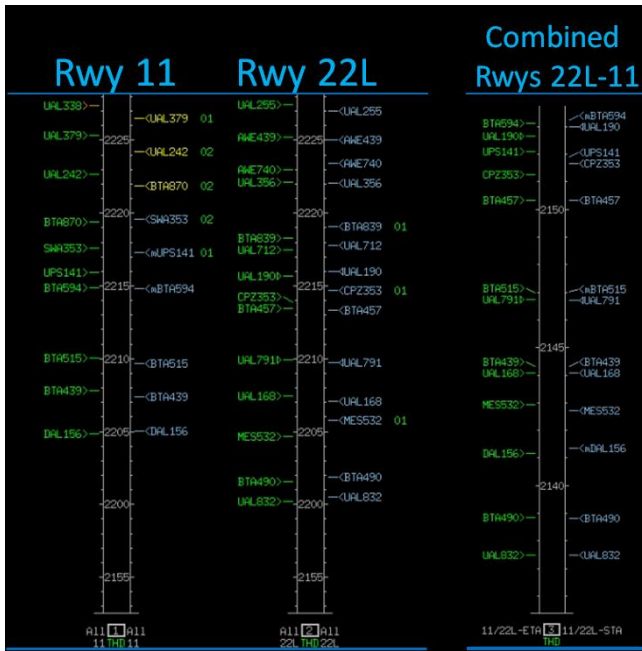 Rwy 11
UAL338>
<UAL379 01
UAL379>
2225
<UAL242 02
UAL242>
<BTA870 02
2220
BTA870>
<SWA353 02
SWA353>
<mUPS141 01
UPS141>
BTA594>
2215
<mBTA594
BTA515>
2210
<BTA515
BTA439>
<BTA439
DAL156>
2205
<DAL156
2200
2155
All 1 All
11 THD 11
Rwy 22L
UAL255>
<UAL255
AWE439>
2225
<AWE439
AWE740>
<AWE740
UAL356>
<UAL356
2220
<BTA839 01
BTA839>
UAL712>
<UAL712
UAL190>
<UAL190
2215
<CPZ353 01
CPZ353>
BTA457>
<BTA457
UAL791>
2210
<UAL791
UAL168>
<UAL168
<MES532 01
2205
MES532>
BTA490>
<BTA490
UAL832>
2200
<UAL832
2155
All 2 All
22L THD 22L
Combined
Rwys 22L-11
<mBTA594
BTA594>
<UAL190
UAL190>
UPS141>
<UPS141
<CPZ353
CPZ353>
BTA457>
<BTA457
2150
BTA515>
<mBTA515
UAL791>
<UAL791
2145
BTA439>
<BTA439
UAL168>
<UAL168
MES532>
<MES532
DAL156>
<mDAL156
2140
BTA490>
<BTA490
UAL832>
<UAL832
11/22L-ETA 3 11/22L-STA
THD